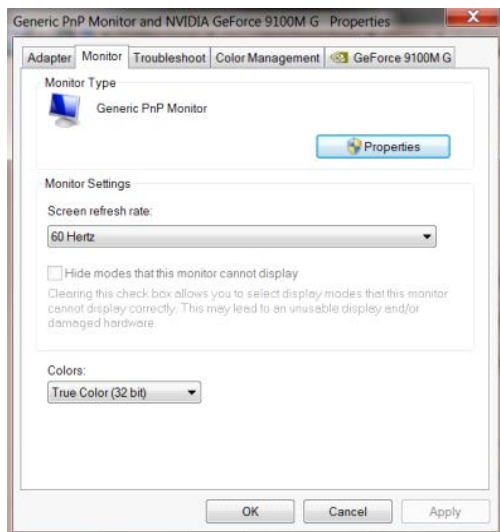 Generic PnP Monitor and NVIDIA GeForce 9100M G Properties
Adapter Monitor Troubleshoot Color Management GeForce 9100M G
Monitor Type
Generic PnP Monitor
Properties
Monitor Settings
Screen refresh rate:
60 Hertz
Hide modes that this monitor cannot display
Clearing this check box allows you to select display modes that this monitor
cannot display correctly. This may lead to an unusable display and/or
damaged hardware.
Colors:
True Color (32 bit)
OK Cancel Apply